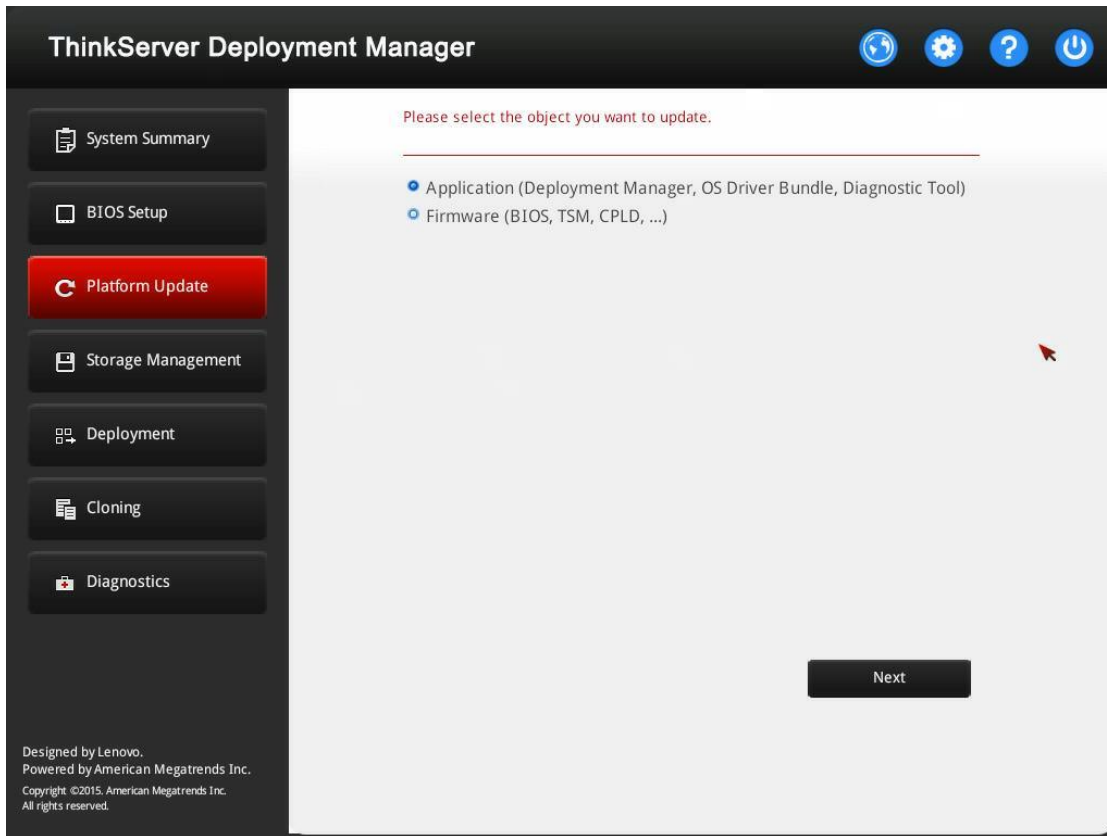 ThinkServer Deployment Manager
System Summary
BIOS Setup
Platform Update
Storage Management
Deployment
Cloning
Diagnostics
Designed by Lenovo.
Powered by American Megatrends Inc.
Copyright ©2015. American Megatrends Inc.
All rights reserved.
Please select the object you want to update.
Application (Deployment Manager, OS Driver Bundle, Diagnostic Tool)
Firmware (BIOS, TSM, CPLD, ...)
Next